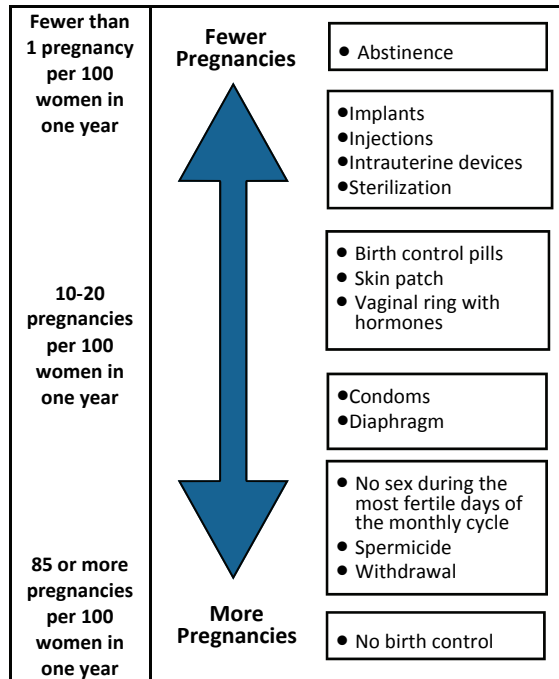 Fewer than
1 pregnancy
per 100
women in
one year
10-20
pregnancies
per 100
women in
one year
85 or more
pregnancies
per 100
women in
one year
Fewer
Pregnancies
More
Pregnancies
● Abstinence
●Implants
●Injections
●Intrauterine devices
●Sterilization
● Birth control pills
● Skin patch
● Vaginal ring with
hormones
●Condoms
●Diaphragm
● No sex during the
most fertile days of
the monthly cycle
● Spermicide
● Withdrawal
● No birth control